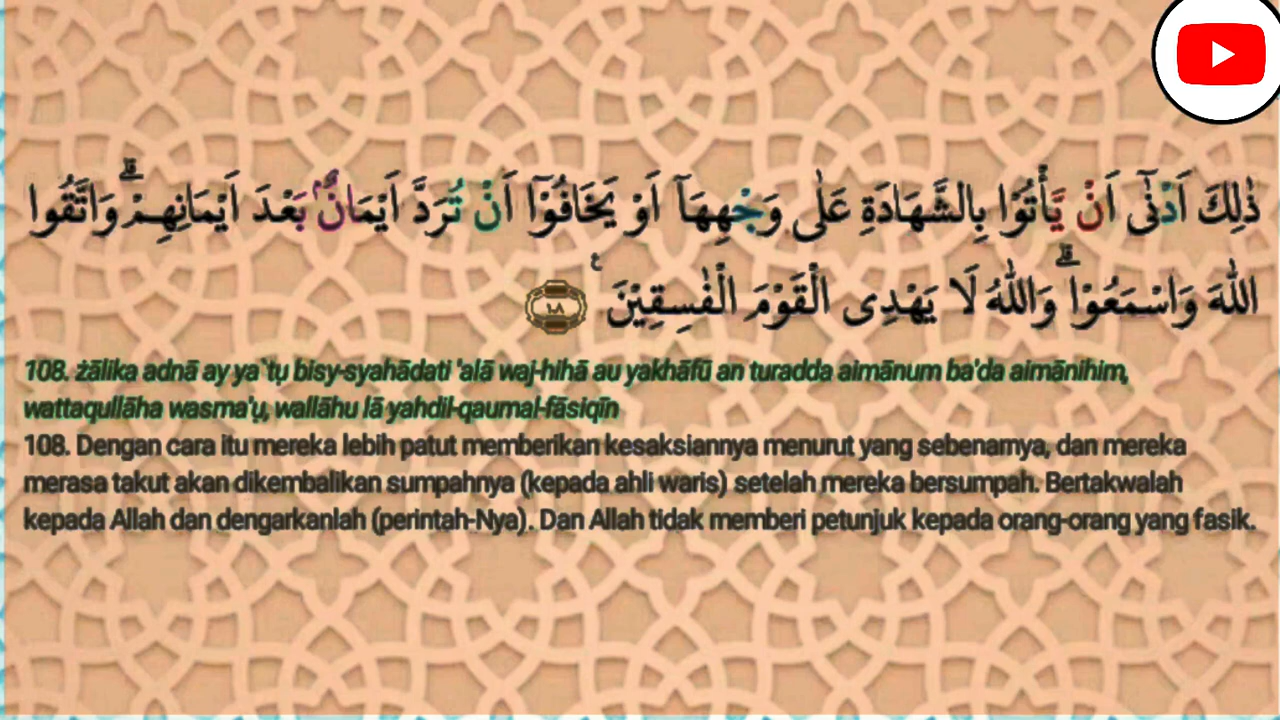 ذٰلِكَ اَدْنٰٓى اَنْ يَّأْتُوْا بِالشَّهَادَةِ عَلٰى وَجْهِهَآ اَوْ يَخَافُوْٓا اَنْ تُرَدَّ اَيْمَانٌۢ بَعْدَ اَيْمَانِهِمْۗ وَاتَّقُوا
اللّٰهَ وَاسْمَعُوْاۗ وَاللّٰهُ لَا يَهْدِى الْقَوْمَ الْفٰسِقِيْنَ ࣖ ١٠٨
108. żālika adnā ay ya`tụ bisy-syahādati 'alā waj-hihā au yakhāfū an turadda aimānum ba'da aimānihim,
wattaqullāha wasma'ụ, wallāhu lā yahdil-qaumal-fāsiqīn
108. Dengan cara itu mereka lebih patut memberikan kesaksiannya menurut yang sebenarnya, dan mereka
merasa takut akan dikembalikan sumpahnya (kepada ahli waris) setelah mereka bersumpah. Bertakwalah
kepada Allah dan dengarkanlah (perintah-Nya). Dan Allah tidak memberi petunjuk kepada orang-orang yang fasik.